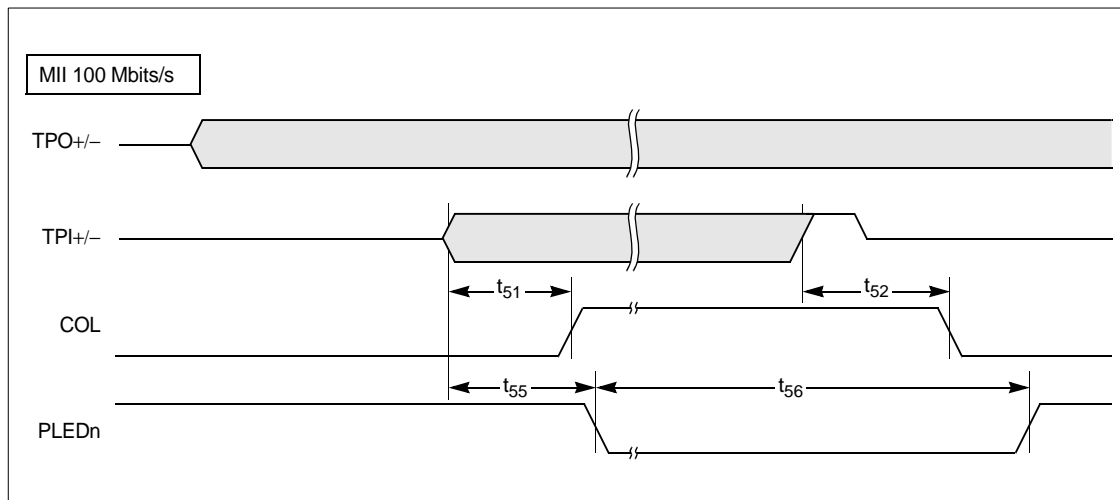 MII 100 Mbits/s
TPO+/−
TPI+/−
t51
t52
COL
t55
t56
PLEDn